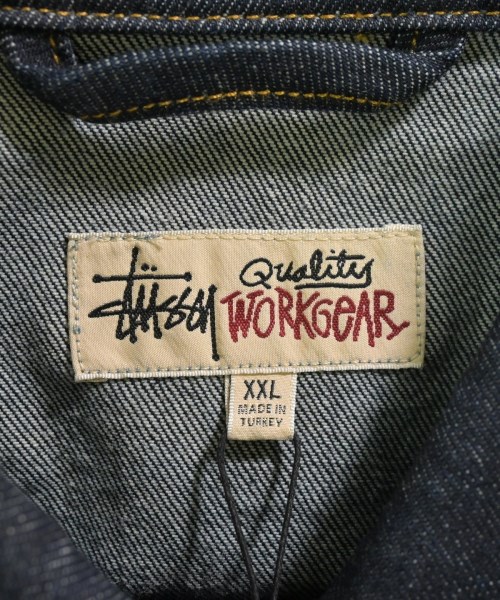 Stüssy
Quality
WORKGEAR
XXL
MADE IN
TURKEY